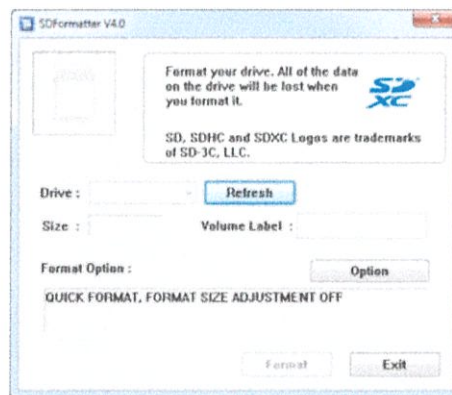 SDFormatter V4.0
Format your drive. All of the data
on the drive will be lost when
you format it.
SD
XC
SD, SDHC and SDXC Logos are trademarks
of SD-3C, LLC.
Drive :
Refresh
Size :
Volume Label :
Format Option :
Option
QUICK FORMAT, FORMAT SIZE ADJUSTMENT OFF
Format
Exit